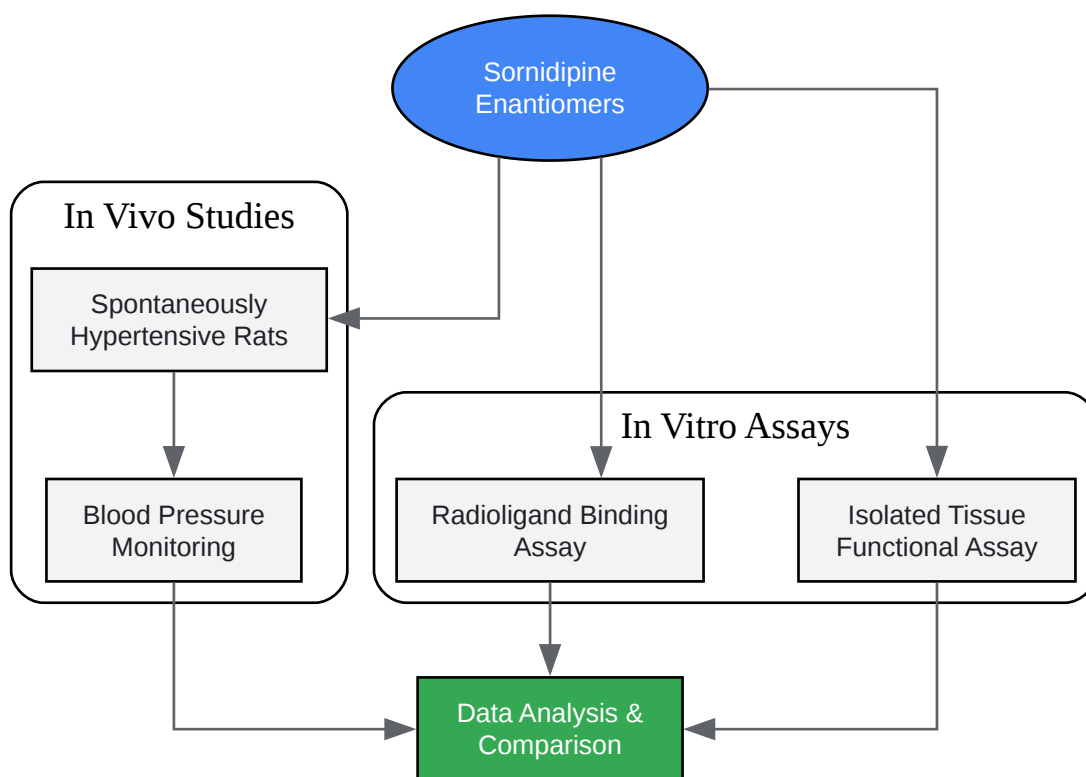 Sornidipine
Enantiomers
In Vivo Studies
Spontaneously
Hypertensive Rats
Blood Pressure
Monitoring
In Vitro Assays
Radioligand Binding
Assay
Isolated Tissue
Functional Assay
Data Analysis &
Comparison